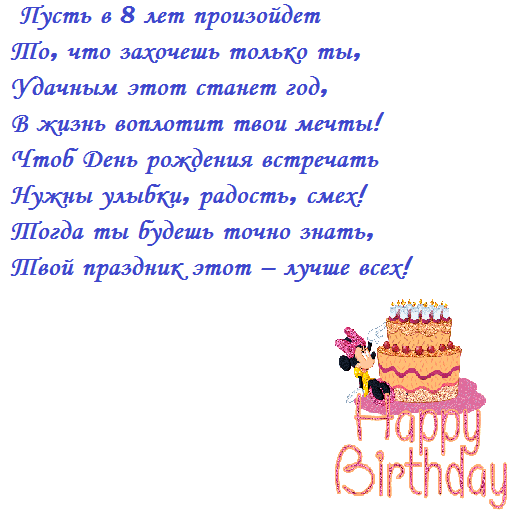 Пусть в 8 лет произойдет
То, что захочешь только ты,
Удачным этот станет год,
В жизнь воплотит твои мечты!
Чтоб День рождения встречать
Нужны улыбки, радость, смех!
Тогда ты будешь точно знать,
Твой праздник этот – лучше всех!
Happy
Birthday